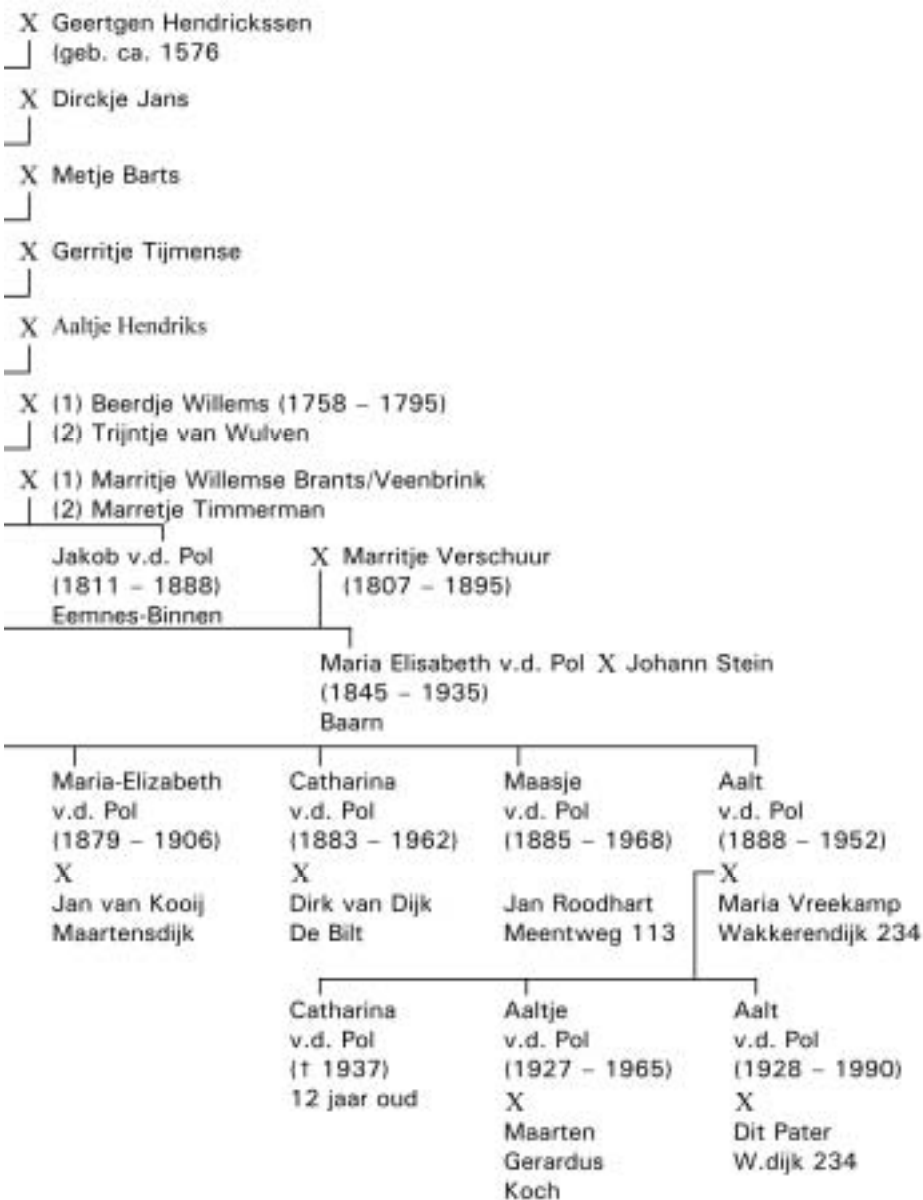 X Geertgen Hendrickssen
(geb. ca. 1576
X Dirckje Jans
X Metje Barts
X Gerritje Tijmense
X Aaltje Hendriks
X (1) Beerdje Willems (1758 – 1795)
(2) Trijntje van Wulven
X (1) Marritje Willemse Brants/Veenbrink
(2) Marretje Timmerman
Jakob v.d. Pol
(1811 – 1888)
Eemnes-Binnen
X Marritje Verschuur
(1807 – 1895)
Maria Elisabeth v.d. Pol X Johann Stein
(1845 – 1935)
Baarn
Maria-Elizabeth
v.d. Pol
(1879 – 1906)
X
Jan van Kooij
Maartensdijk
Catharina
v.d. Pol
(1883 – 1962)
X
Dirk van Dijk
De Bilt
Maasje
v.d. Pol
(1885 – 1968)
Jan Roodhart
Meentweg 113
Aalt
v.d. Pol
(1888 – 1952)
X
Maria Vreekamp
Wakkerendijk 234
Catharina
v.d. Pol
(† 1937)
12 jaar oud
Aaltje
v.d. Pol
(1927 – 1965)
X
Maarten
Gerardus
Koch
Aalt
v.d. Pol
(1928 – 1990)
X
Dit Pater
W.dijk 234